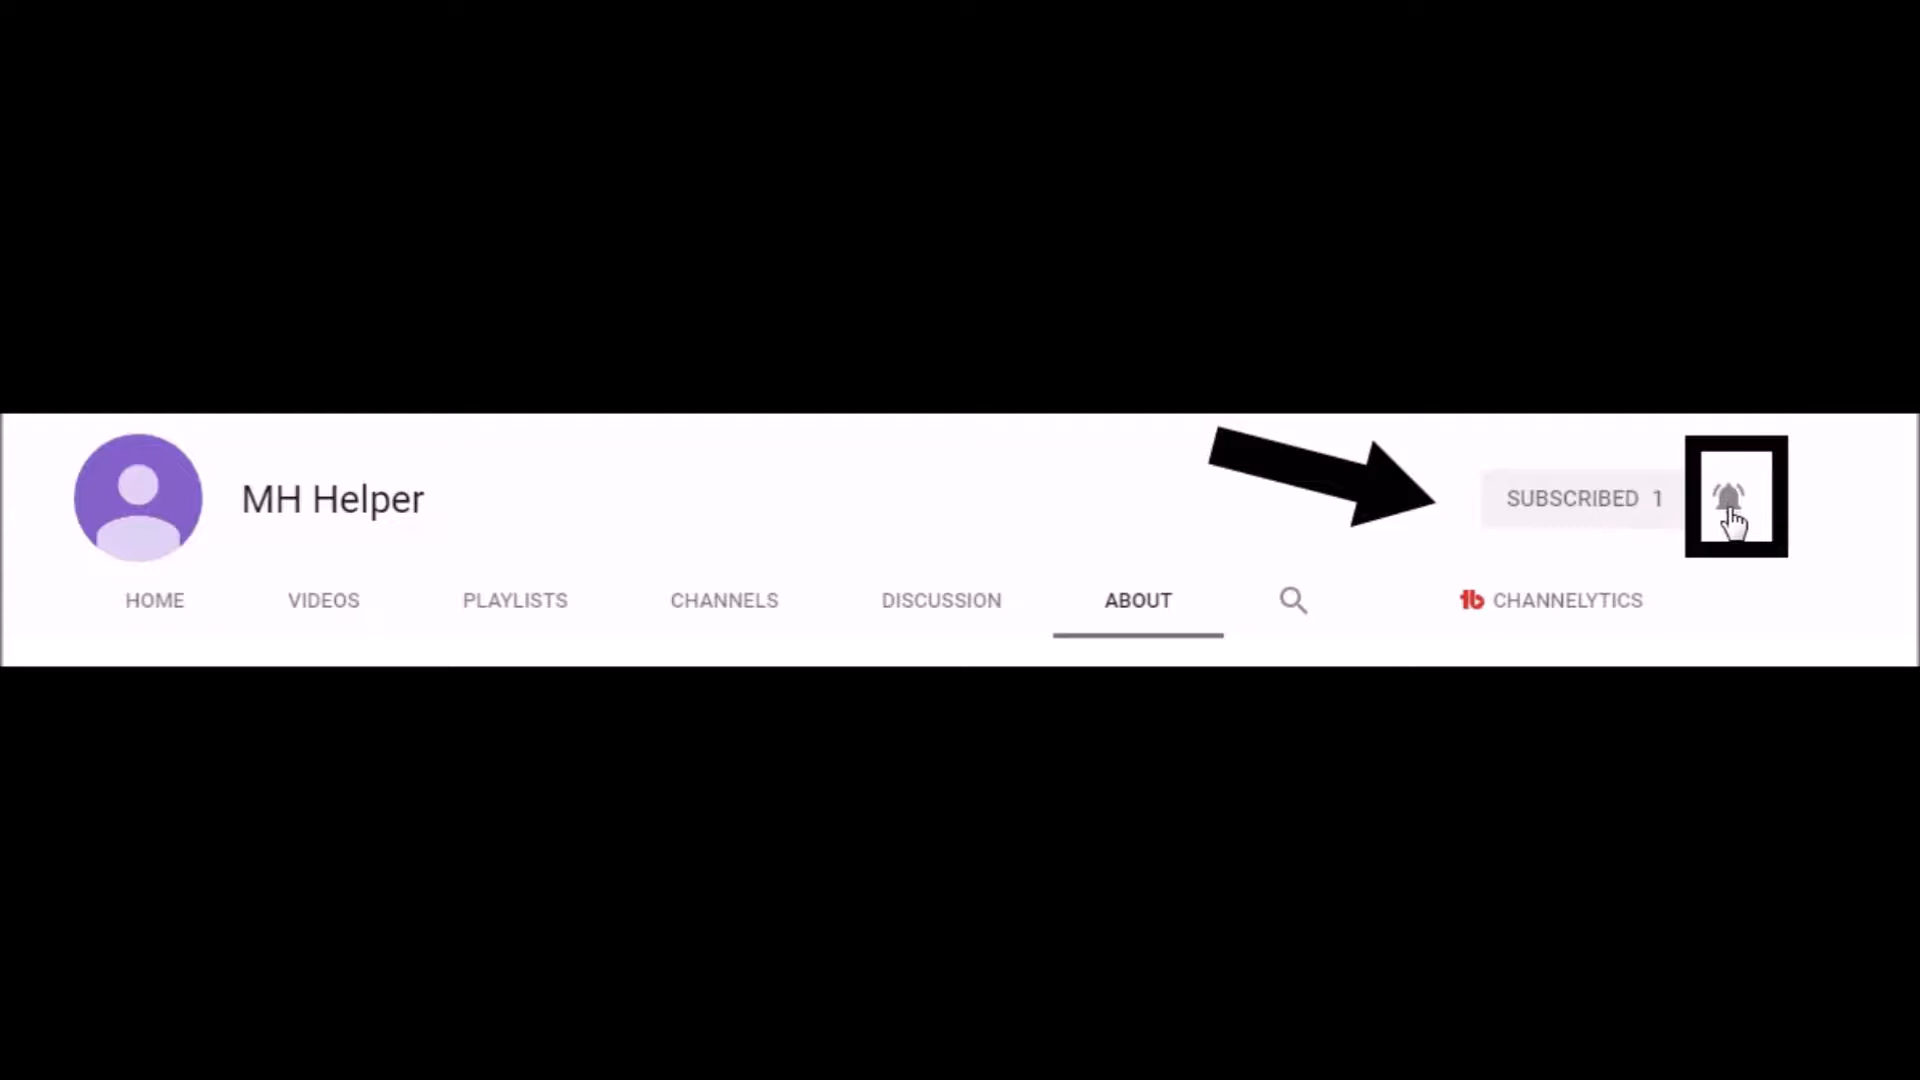 MH Helper
SUBSCRIBED 1
HOME VIDEOS PLAYLISTS CHANNELS DISCUSSION ABOUT tb CHANNELYTICS